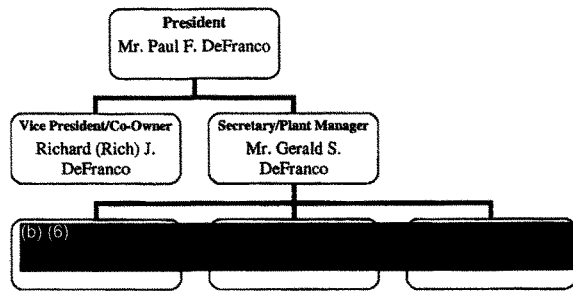 President
Mr. Paul F. DeFranco
Vice President/Co-Owner
Richard (Rich) J.
DeFranco
Secretary/Plant Manager
Mr. Gerald S.
DeFranco
(b) (6)